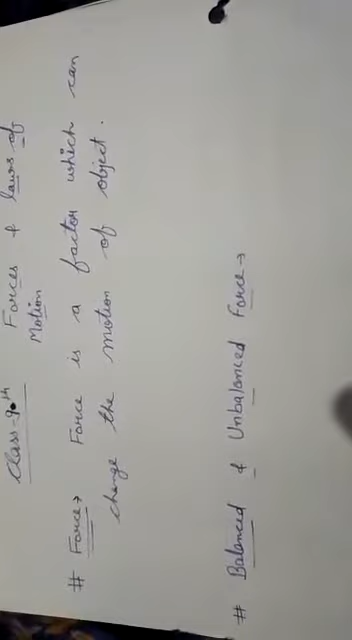 Class-9th Forces & laws of
Motion
# Force→ Force is a factor which can
change the motion of object.
# Balanced & Unbalanced Force→